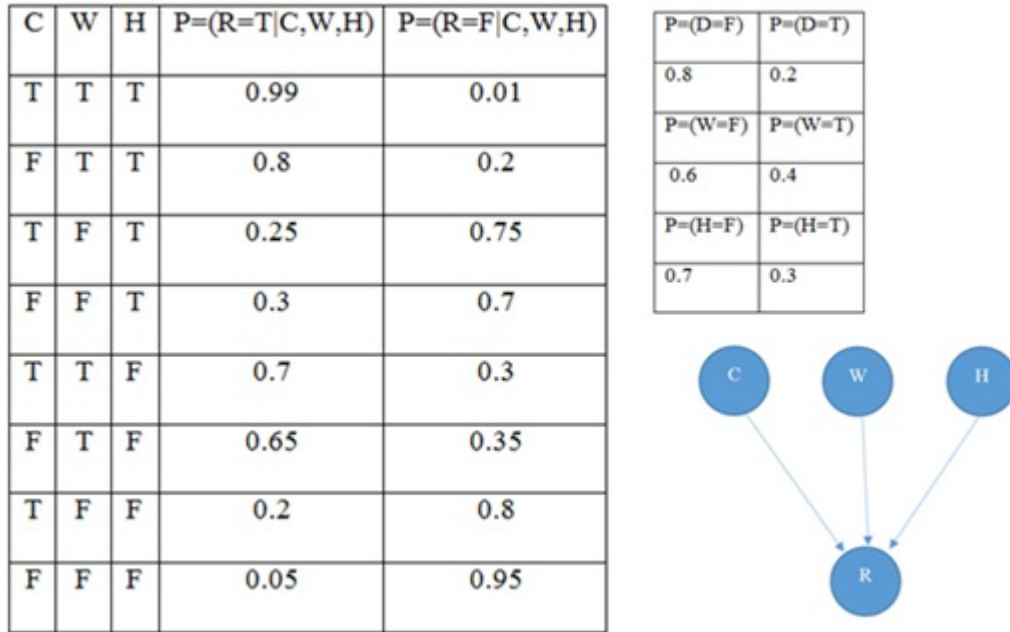 C W H P=(R=T|C,W,H) P=(R=F|C,W,H)
T T T 0.99 0.01
F T T 0.8 0.2
T F T 0.25 0.75
F F T 0.3 0.7
T T F 0.7 0.3
F T F 0.65 0.35
T F F 0.2 0.8
F F F 0.05 0.95
P=(D=F) P=(D=T)
0.8 0.2
P=(W=F) P=(W=T)
0.6 0.4
P=(H=F) P=(H=T)
0.7 0.3
C W H
R